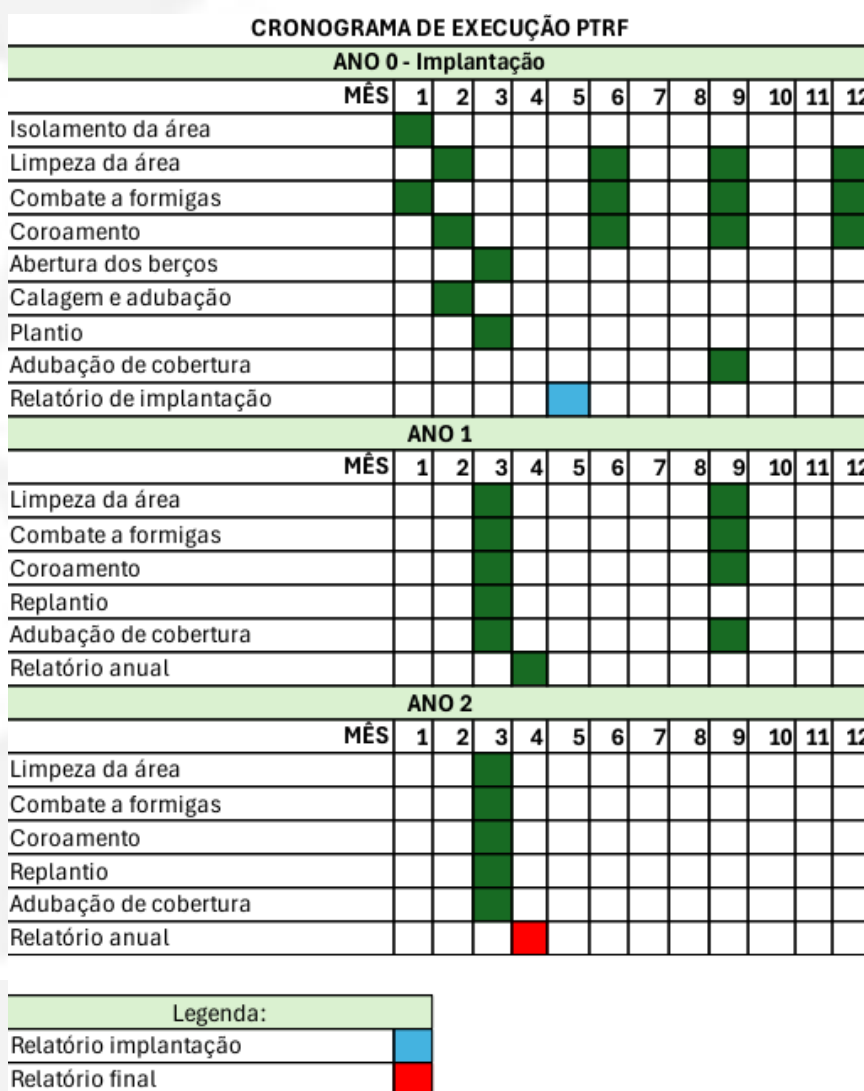 CRONOGRAMA DE EXECUÇÃO PTRF
ANO 0 - Implantação
MÊS 1 2 3 4 5 6 7 8 9 10 11 12
Isolamento da área
Limpeza da área
Combate a formigas
Coroamento
Abertura dos berços
Calagem e adubação
Plantio
Adubação de cobertura
Relatório de implantação
ANO 1
MÊS 1 2 3 4 5 6 7 8 9 10 11 12
Limpeza da área
Combate a formigas
Coroamento
Replantio
Adubação de cobertura
Relatório anual
ANO 2
MÊS 1 2 3 4 5 6 7 8 9 10 11 12
Limpeza da área
Combate a formigas
Coroamento
Replantio
Adubação de cobertura
Relatório anual
Legenda:
Relatório implantação
Relatório final